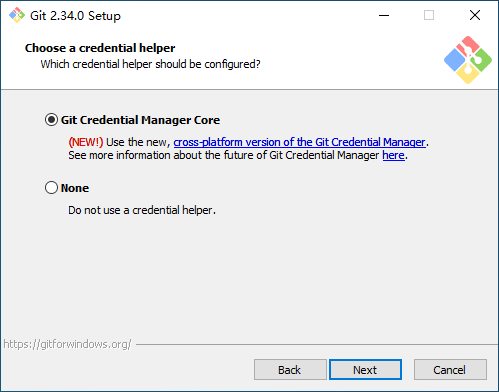 Git 2.34.0 Setup
Choose a credential helper
Which credential helper should be configured?
Git Credential Manager Core
(NEW!) Use the new, cross-platform version of the Git Credential Manager.
See more information about the future of Git Credential Manager here.
None
Do not use a credential helper.
https://gitforwindows.org/
Back
Next
Cancel